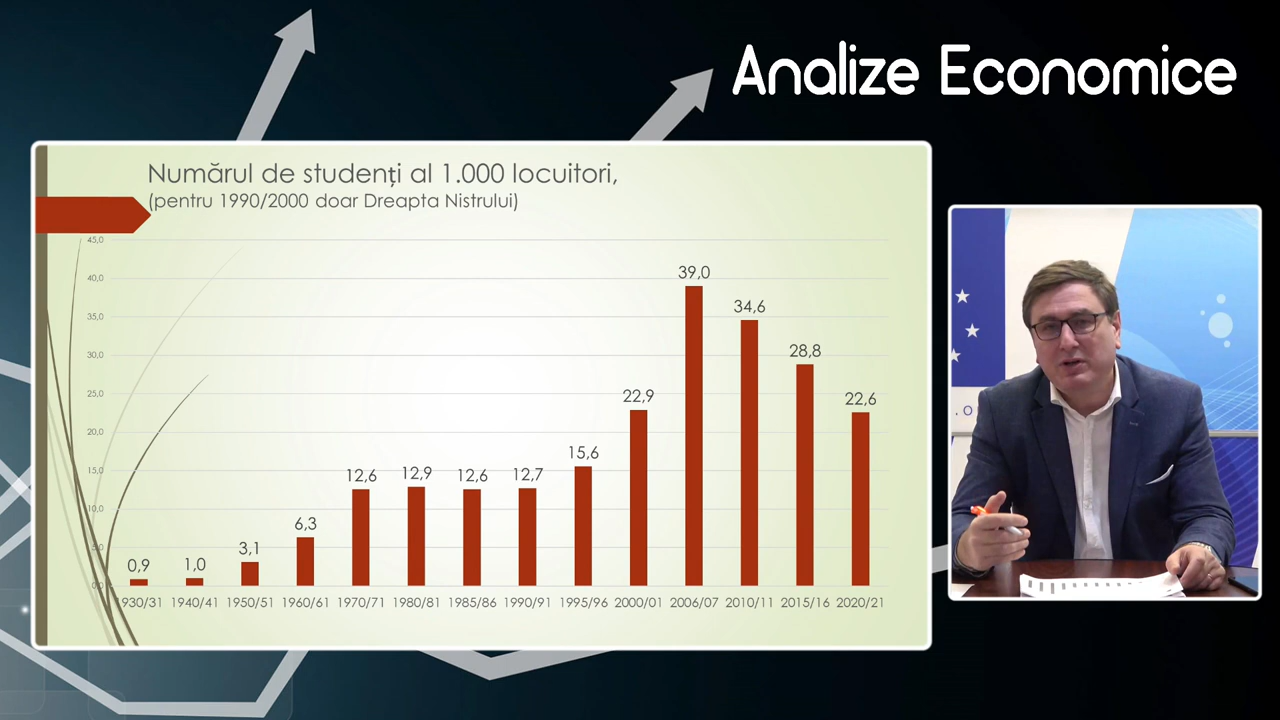 Analize Economice
Numărul de studenți al 1.000 locuitori,
(pentru 1990/2000 doar Dreapta Nistrului)
45,0
40,0
35,0
30,0
25,0
20,0
15,0
10,0
5,0
0,0
0,9 1,0 3,1 6,3 12,6 12,9 12,6 12,7 15,6 22,9 39,0 34,6 28,8 22,6
1930/31 1940/41 1950/51 1960/61 1970/71 1980/81 1985/86 1990/91 1995/96 2000/01 2006/07 2010/11 2015/16 2020/21